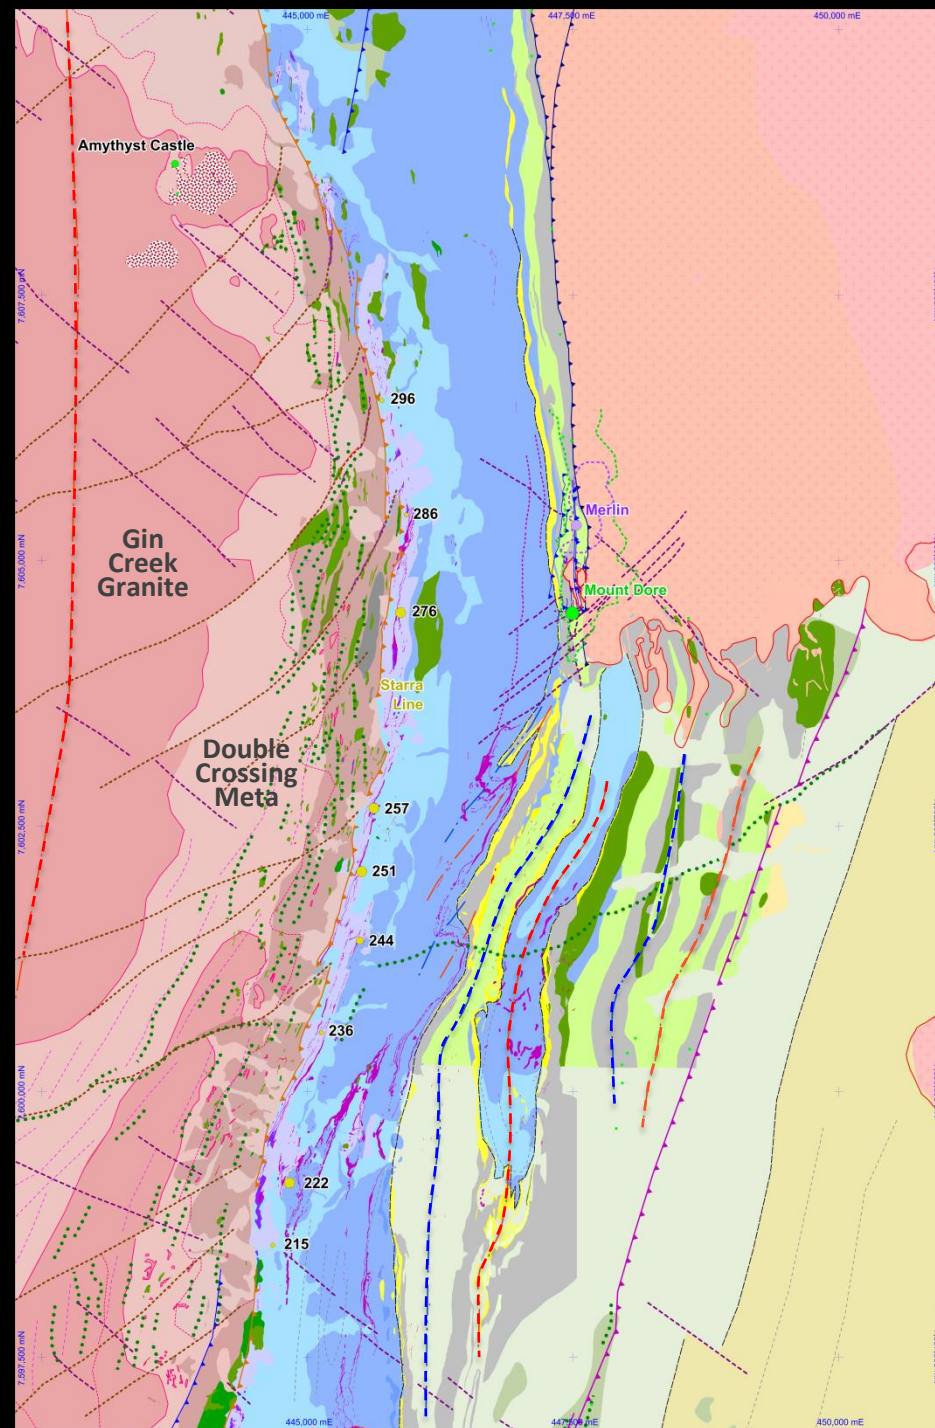 445,000 mE
447,500 mE
450,000 mE
Amythyst Castle
7,607,500 mN
296
286
Merlin
Gin
Creek
Granite
7,605,000 mN
Mount Dore
276
Starra
Line
Double
Crossing
Meta
257
7,602,500 mN
251
244
236
7,600,000 mN
222
215
7,597,500 mN
445,000 mE
447,500 mE
450,000 mE